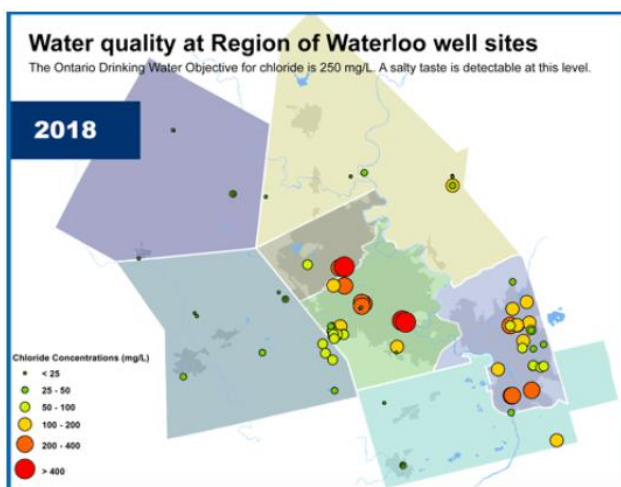 Water quality at Region of Waterloo well sites
The Ontario Drinking Water Objective for chloride is 250 mg/L. A salty taste is detectable at this level.
2018
Chloride Concentrations (mg/L)
< 25
25 - 50
50 - 100
100 - 200
200 - 400
> 400